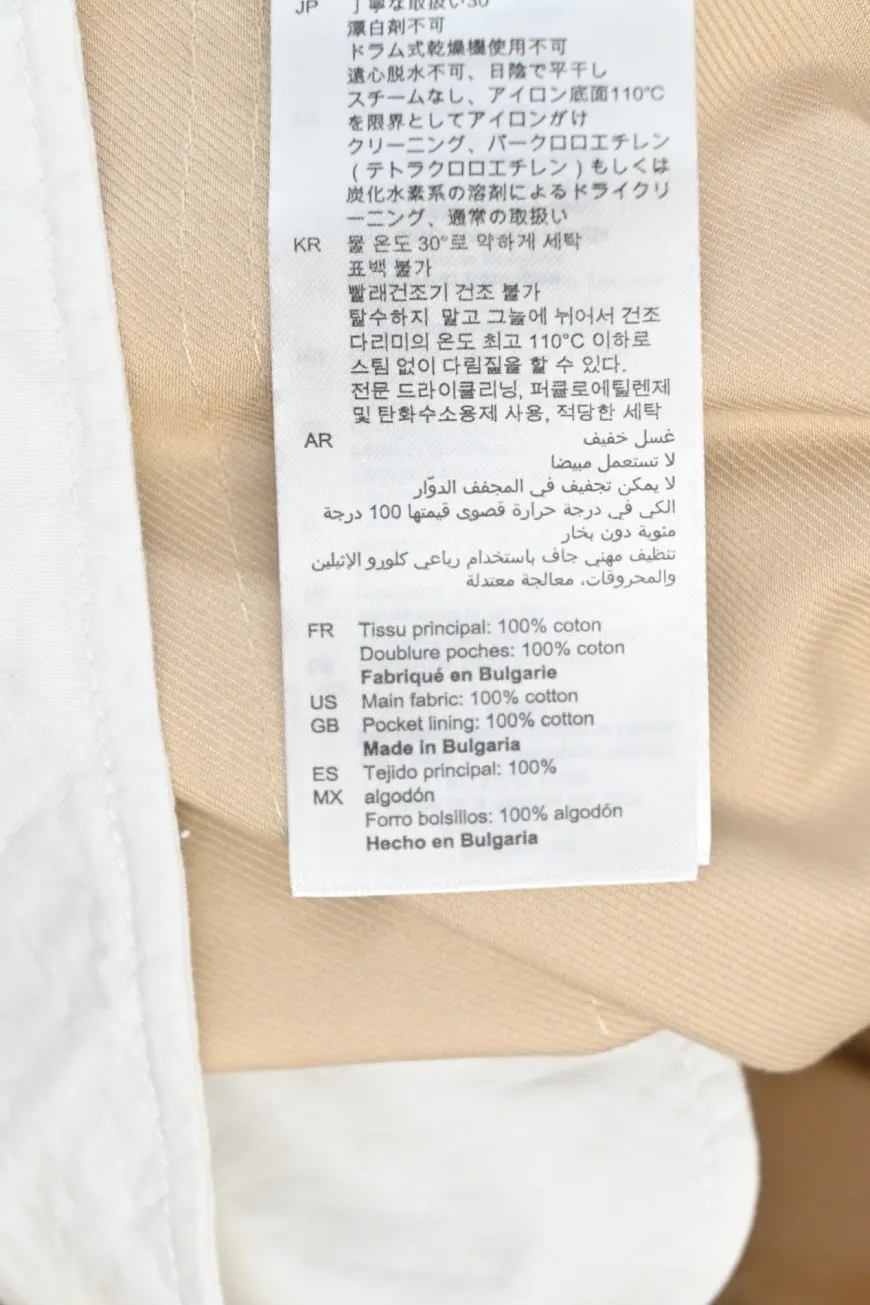 JP 丁寧な取扱い30°
漂白剤不可
ドラム式乾燥機使用不可
遠心脱水不可、日陰で平干し
スチームなし、アイロン底面110°C
を限界としてアイロンがけ
クリーニング、パークロロエチレン
(テトラクロロエチレン)もしくは
炭化水素系の溶剤によるドライクリ
ーニング、通常の取扱い
KR 물 온도 30°로 약하게 세탁
표백 불가
빨래건조기 건조 불가
탈수하지 말고 그늘에 뉘어서 건조
다리미의 온도 최고 110°C 이하로
스팀 없이 다림질을 할 수 있다.
전문 드라이클리닝, 퍼클로에틸렌제
및 탄화수소용제 사용, 적당한 세탁
AR غسل خفيف
لا تستعمل مبيضا
لا يمكن تجفيف في المجفف الدوّار
الكي في درجة حرارة قصوى قيمتها 100 درجة
مئوية دون بخار
تنظيف مهني جاف باستخدام رباعي كلورو الإثيلين
والمحروقات، معالجة معتدلة
FR Tissu principal: 100% coton
Doublure poches: 100% coton
Fabriqué en Bulgarie
US Main fabric: 100% cotton
GB Pocket lining: 100% cotton
Made in Bulgaria
ES Tejido principal: 100%
MX algodón
Forro bolsillos: 100% algodón
Hecho en Bulgaria